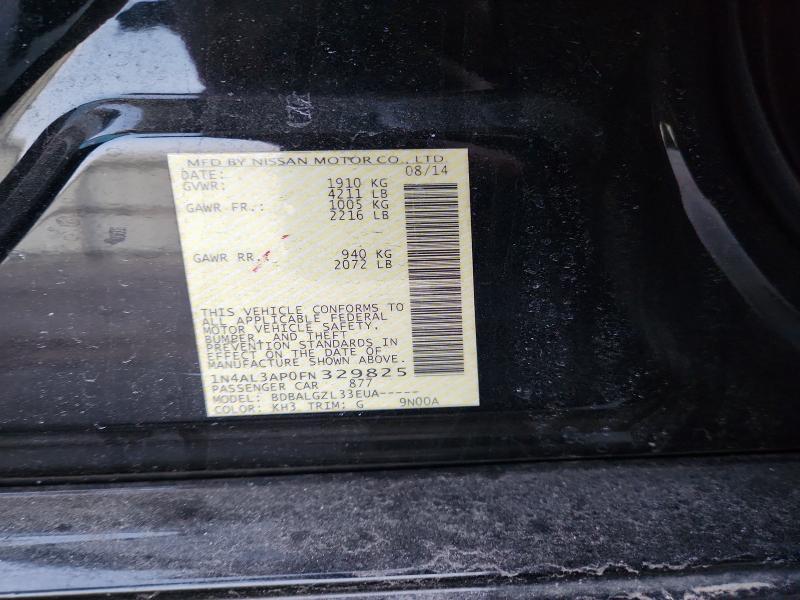 MFD BY NISSAN MOTOR CO., LTD
DATE: 08/14
GVWR: 1910 KG
4211 LB
GAWR FR.: 1005 KG
2216 LB
GAWR RR.: 940 KG
2072 LB
THIS VEHICLE CONFORMS TO
ALL APPLICABLE FEDERAL
MOTOR VEHICLE SAFETY,
BUMPER, AND THEFT
PREVENTION STANDARDS IN
EFFECT ON THE DATE OF
MANUFACTURE SHOWN ABOVE.
1N4AL3AP0FN 329825
PASSENGER CAR 877
MODEL: BDBALGZL33EUA-----
COLOR: KH3 TRIM: G 9N00A